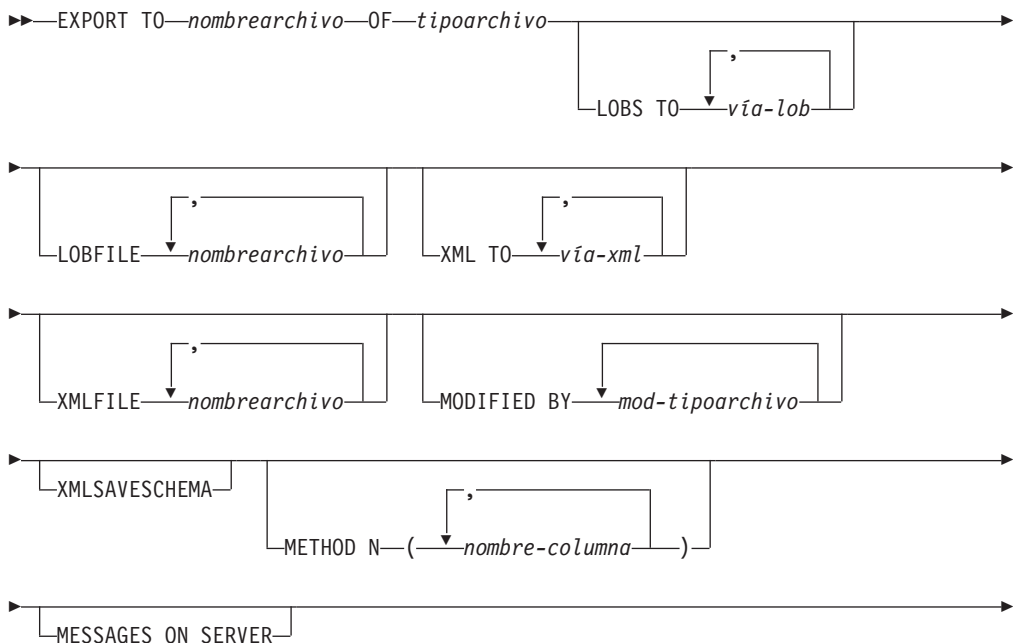 EXPORT TO nombrearchivo OF tipoarchivo
,
LOBS TO vía-lob
, ,
LOBFILE nombrearchivo XML TO vía-xml
,
XMLFILE nombrearchivo MODIFIED BY mod-tipoarchivo
XMLSAVESCHEMA
,
METHOD N ( nombre-columna )
MESSAGES ON SERVER